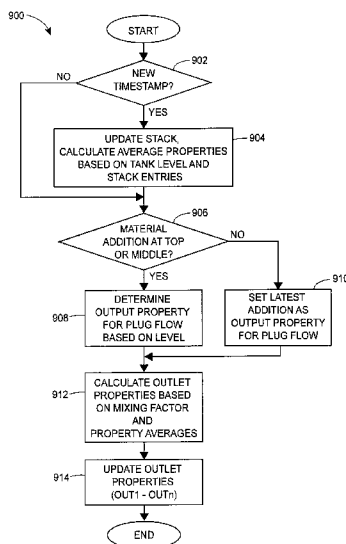 900
START
902
NEW
TIMESTAMP?
NO
YES
UPDATE STACK,
CALCULATE AVERAGE PROPERTIES
BASED ON TANK LEVEL AND
STACK ENTRIES
904
906
MATERIAL
ADDITION AT TOP
OR MIDDLE?
NO
YES
910
908
DETERMINE
OUTPUT PROPERTY
FOR PLUG FLOW
BASED ON LEVEL
SET LATEST
ADDITION AS
OUTPUT PROPERTY
FOR PLUG FLOW
912
CALCULATE OUTLET
PROPERTIES BASED
ON MIXING FACTOR
AND
PROPERTY AVERAGES
914
UPDATE OUTLET
PROPERTIES
(OUT1 - OUTn)
END